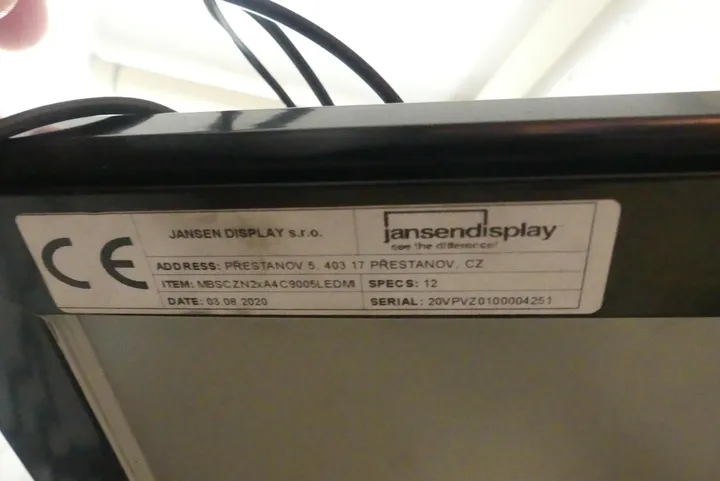 CE
JANSEN DISPLAY s.r.o.
jansendisplay
see the difference!
ADDRESS: PŘESTANOV 5, 403 17 PŘESTANOV, CZ
ITEM: MBSCZN2xA4C9005LEDMI SPECS: 12
DATE: 03.08.2020 SERIAL: 20VPVZ0100004251